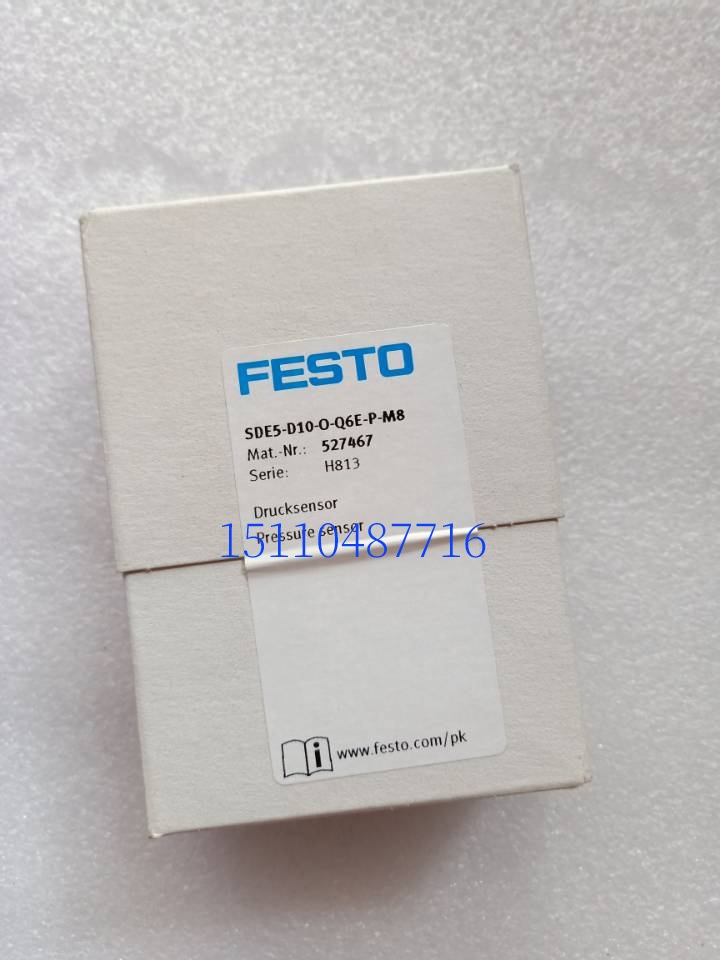 FESTO
SDE5-D10-O-Q6E-P-M8
Mat.-Nr.: 527467
Serie: H813
Drucksensor
Pressure sensor
15110487716
i www.festo.com/pk